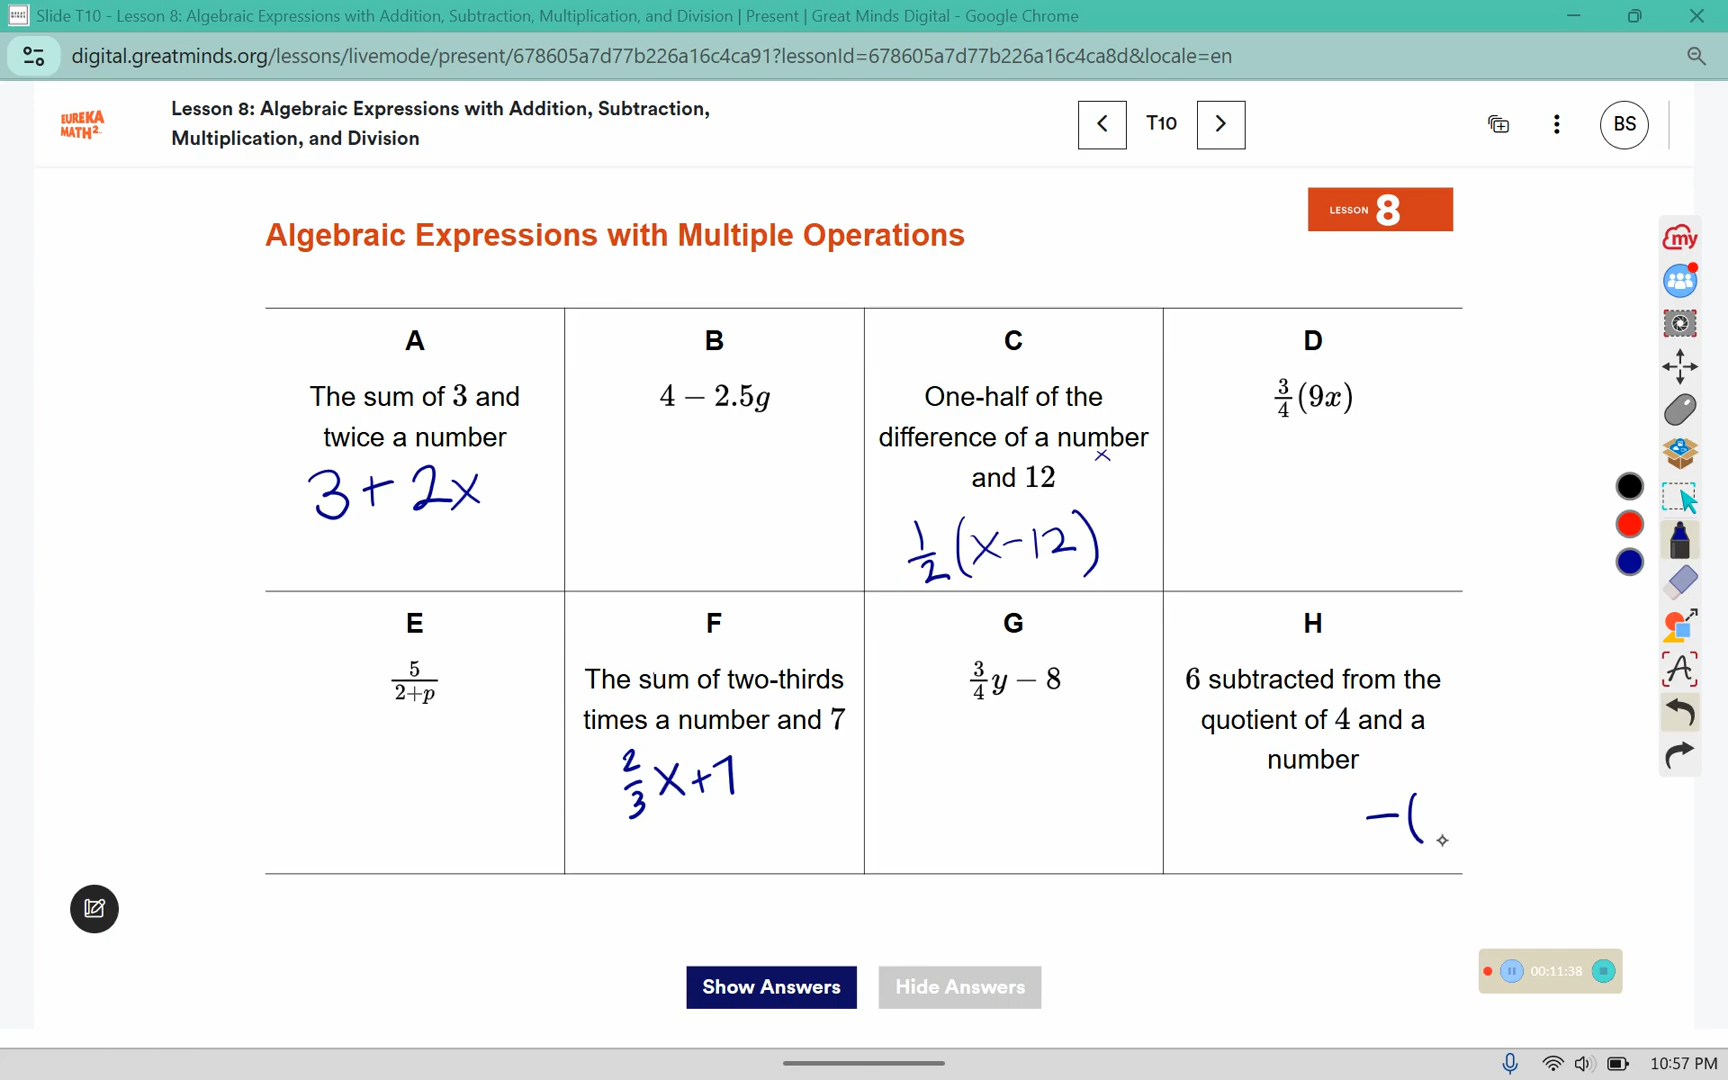 Slide T10 - Lesson 8: Algebraic Expressions with Addition, Subtraction, Multiplication, and Division | Present | Great Minds Digital - Google Chrome
digital.greatminds.org/lessons/livemode/present/678605a7d77b226a16c4ca91?lessonId=678605a7d77b226a16c4ca8d&locale=en
EUREKA
MATH²
Lesson 8: Algebraic Expressions with Addition, Subtraction,
Multiplication, and Division
T10
BS
LESSON 8
Algebraic Expressions with Multiple Operations
A
The sum of 3 and
twice a number
3 + 2x
B
4 − 2.5g
C
One-half of the
difference of a number
x
and 12
1/2 (x-12)
D
3/4 (9x)
E
5/(2+p)
F
The sum of two-thirds
times a number and 7
2/3 x+7
G
3/4 y − 8
H
6 subtracted from the
quotient of 4 and a
number
-(
my
A
Show Answers
Hide Answers
00:11:38
10:57 PM